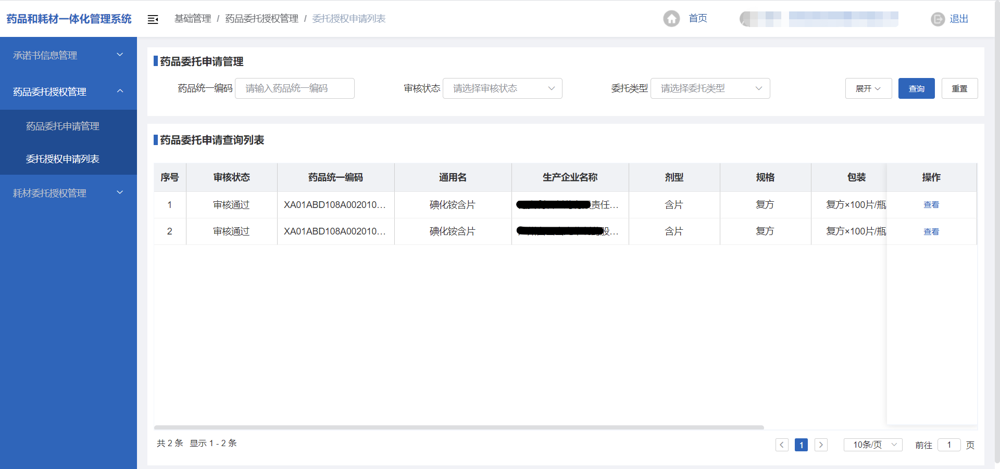 药品和耗材一体化管理系统
基础管理 / 药品委托授权管理 / 委托授权申请列表
首页
退出
承诺书信息管理
药品委托授权管理
药品委托申请管理
委托授权申请列表
耗材委托授权管理
药品委托申请管理
药品统一编码 请输入药品统一编码 审核状态 请选择审核状态 委托类型 请选择委托类型 展开 查询 重置
药品委托申请查询列表
序号 审核状态 药品统一编码 通用名 生产企业名称 剂型 规格 包装 操作
1 审核通过 XA01ABD108A002010... 碘化铵含片 责任... 含片 复方 复方×100片/瓶 查看
2 审核通过 XA01ABD108A002010... 碘化铵含片 股... 含片 复方 复方×100片/瓶 查看
共 2 条 显示 1 - 2 条
1 10条/页 前往 1 页